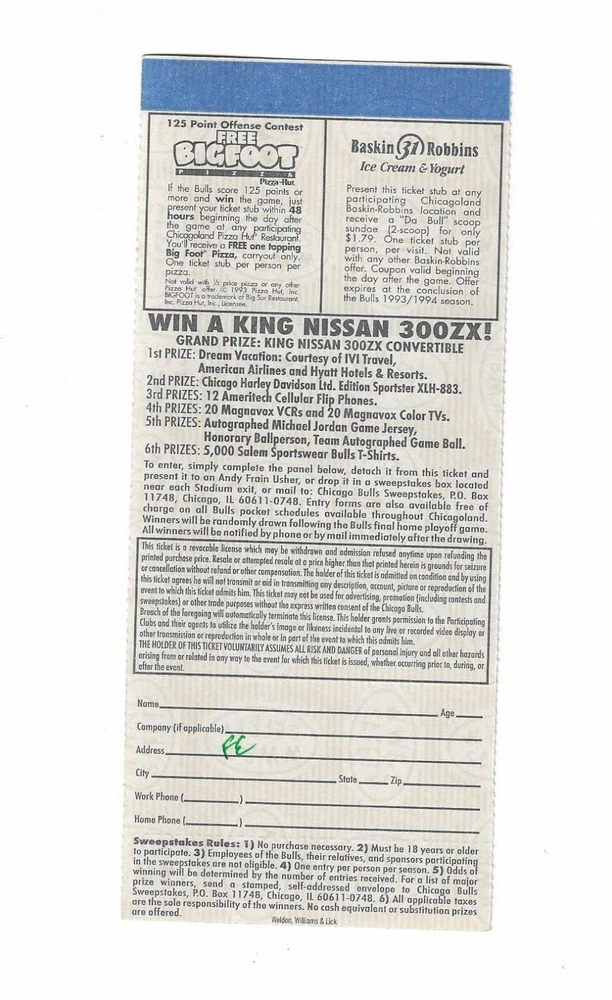 125 Point Offense Contest
FREE
BIGFOOT
PIZZA
Pizza Hut
If the Bulls score 125 points or
more and win the game, just
present your ticket stub within 48
hours beginning the day after
the game at any participating
Chicagoland Pizza Hut® Restaurant.
You'll receive a FREE one topping
Big Foot™ Pizza, carryout only.
One ticket stub per person per
pizza.
Not valid with ½ price pizza or any other
Pizza Hut offer. © 1993 Pizza Hut, Inc.
BIGFOOT is a trademark of Big Sur Restaurant,
Inc. Pizza Hut, Inc., Licensee.
Baskin 31 Robbins
Ice Cream & Yogurt
Present this ticket stub at any
participating Chicagoland
Baskin-Robbins location and
receive a "Da Bull" scoop
sundae (2-scoop) for only
$1.79. One ticket stub per
person, per visit. Not valid
with any other Baskin-Robbins
offer. Coupon valid beginning
the day after the game. Offer
expires at the conclusion of
the Bulls 1993/1994 season.
WIN A KING NISSAN 300ZX!
GRAND PRIZE: KING NISSAN 300ZX CONVERTIBLE
1st PRIZE: Dream Vacation: Courtesy of IVI Travel,
American Airlines and Hyatt Hotels & Resorts.
2nd PRIZE: Chicago Harley Davidson Ltd. Edition Sportster XLH-883.
3rd PRIZES: 12 Ameritech Cellular Flip Phones.
4th PRIZES: 20 Magnavox VCRs and 20 Magnavox Color TVs.
5th PRIZES: Autographed Michael Jordan Game Jersey,
Honorary Ballperson, Team Autographed Game Ball.
6th PRIZES: 5,000 Salem Sportswear Bulls T-Shirts.
To enter, simply complete the panel below, detach it from this ticket and
present it to an Andy Frain Usher, or drop it in a sweepstakes box located
near each Stadium exit, or mail to: Chicago Bulls Sweepstakes, P.O. Box
11748, Chicago, IL 60611-0748. Entry forms are also available free of
charge on all Bulls pocket schedules available throughout Chicagoland.
Winners will be randomly drawn following the Bulls final home playoff game.
All winners will be notified by phone or by mail immediately after the drawing.
This ticket is a revocable license which may be withdrawn and admission refused anytime upon refunding the
printed purchase price. Resale or attempted resale at a price higher than that printed herein is grounds for seizure
or cancellation without refund or other compensation. The holder of this ticket is admitted on condition and by using
this ticket agrees he will not transmit or aid in transmitting any description, account, picture or reproduction of the
event to which this ticket admits him. This ticket may not be used for advertising, promotion (including contests and
sweepstakes) or other trade purposes without the express written consent of the Chicago Bulls.
Breach of the foregoing will automatically terminate this license. This holder grants permission to the Participating
Clubs and their agents to utilize the holder's image or likeness incidental to any live or recorded video display or
other transmission or reproduction in whole or in part of the event to which this admits him.
THE HOLDER OF THIS TICKET VOLUNTARILY ASSUMES ALL RISK AND DANGER of personal injury and all other hazards
arising from or related in any way to the event for which this ticket is issued, whether occurring prior to, during, or
after the event.
Name Age
Company (if applicable)
Address
City State Zip
Work Phone ( )
Home Phone ( )
Sweepstakes Rules: 1) No purchase necessary. 2) Must be 18 years or older
to participate. 3) Employees of the Bulls, their relatives, and sponsors participating
in the sweepstakes are not eligible. 4) One entry per person per season. 5) Odds of
winning will be determined by the number of entries received. For a list of major
prize winners, send a stamped, self-addressed envelope to Chicago Bulls
Sweepstakes, P.O. Box 11748, Chicago, IL 60611-0748. 6) All applicable taxes
are the sole responsibility of the winners. No cash equivalent or substitution prizes
are offered.
Weldon, Williams & Lick